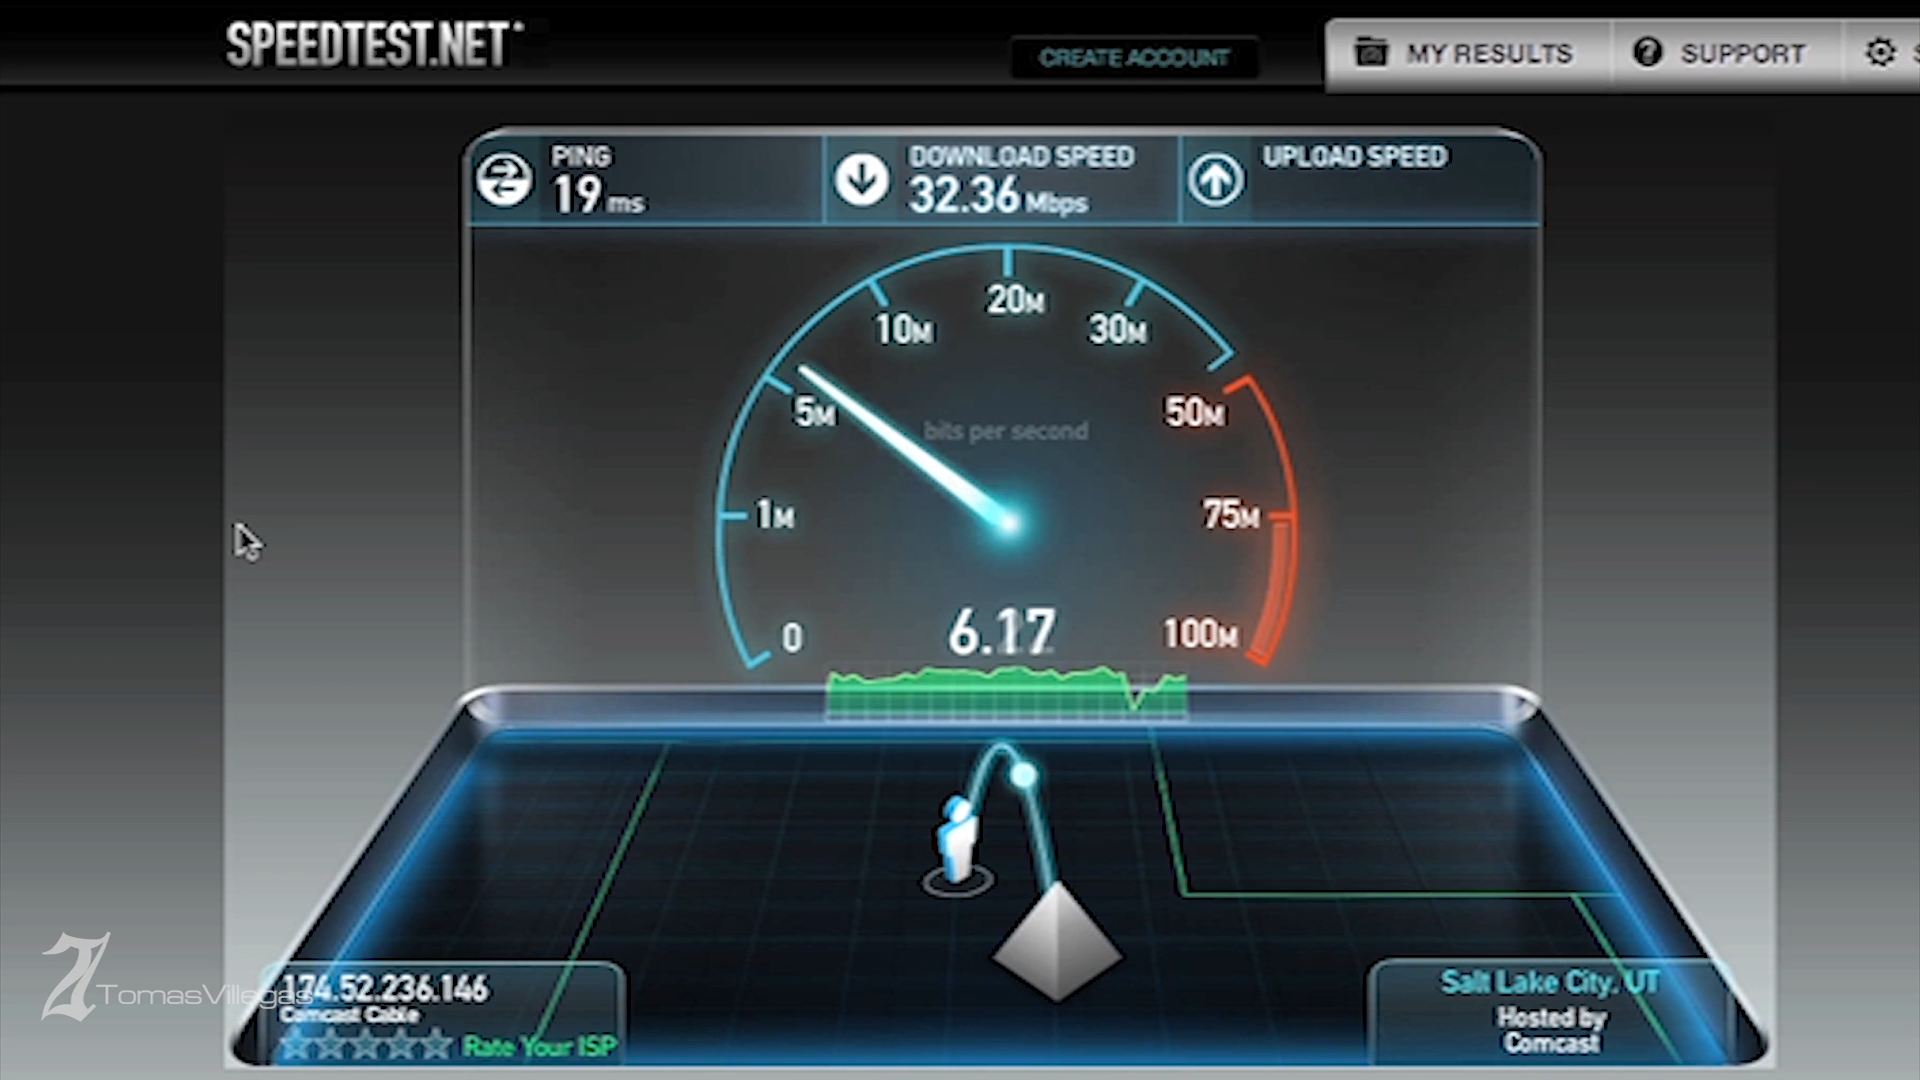 SPEEDTEST.NET
CREATE ACCOUNT
MY RESULTS
SUPPORT
PING
19 ms
DOWNLOAD SPEED
32.36 Mbps
UPLOAD SPEED
20M
10M
30M
5M
50M
bits per second
1M
75M
0
6.17
100M
174.52.236.146
TomasVillegas
Comcast Cable
Rate Your ISP
Salt Lake City, UT
Hosted by
Comcast